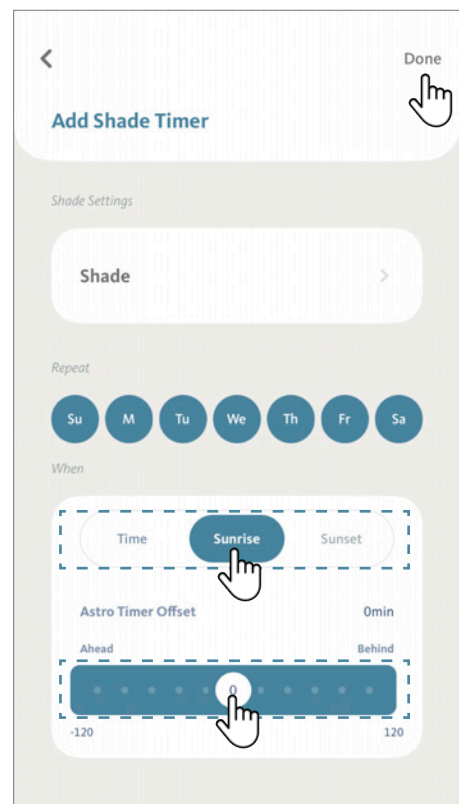 Done
Add Shade Timer
Shade Settings
Shade
Repeat
Su M Tu We Th Fr Sa
When
Time Sunrise Sunset
Astro Timer Offset 0min
Ahead Behind
0
-120 120